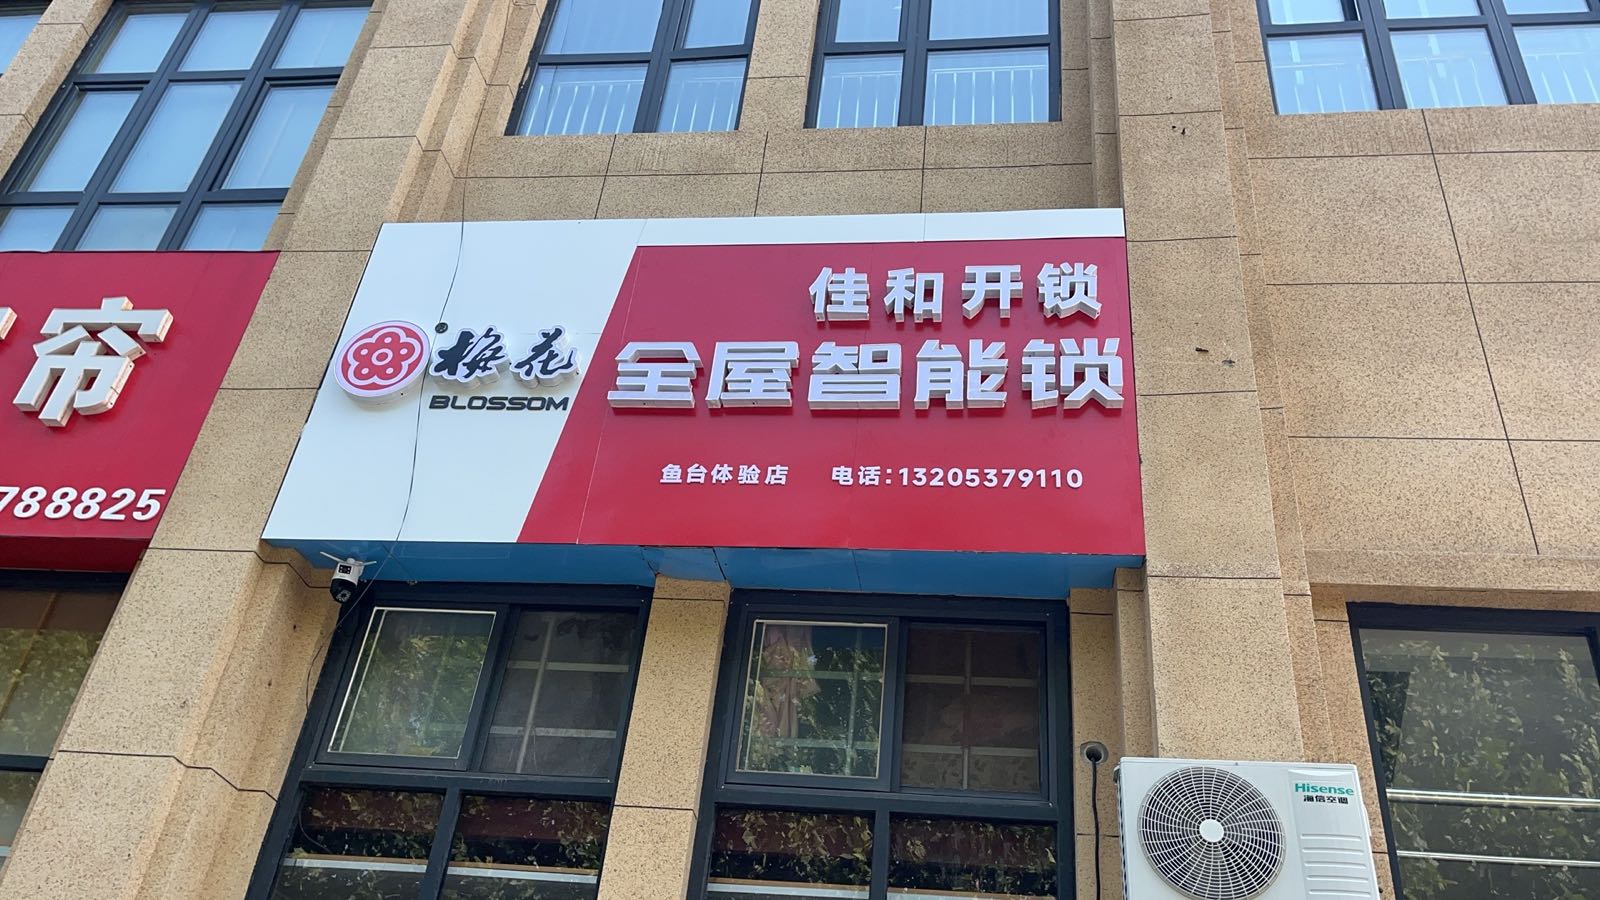 帘
788825
梅花
BLOSSOM
佳和开锁
全屋智能锁
鱼台体验店 电话:13205379110
Hisense
海信空调